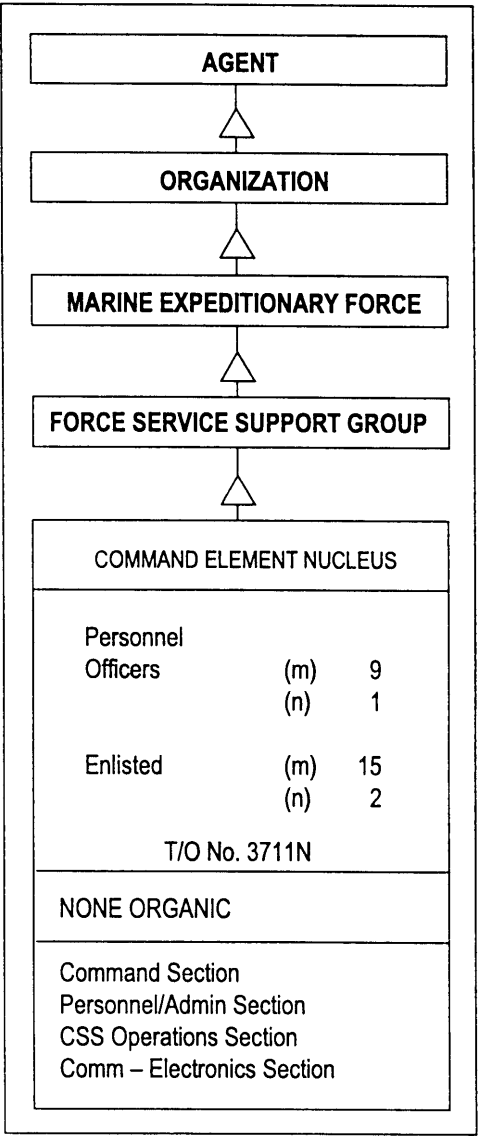 AGENT
ORGANIZATION
MARINE EXPEDITIONARY FORCE
FORCE SERVICE SUPPORT GROUP
COMMAND ELEMENT NUCLEUS
Personnel
Officers (m) 9
(n) 1
Enlisted (m) 15
(n) 2
T/O No. 3711N
NONE ORGANIC
Command Section
Personnel/Admin Section
CSS Operations Section
Comm – Electronics Section